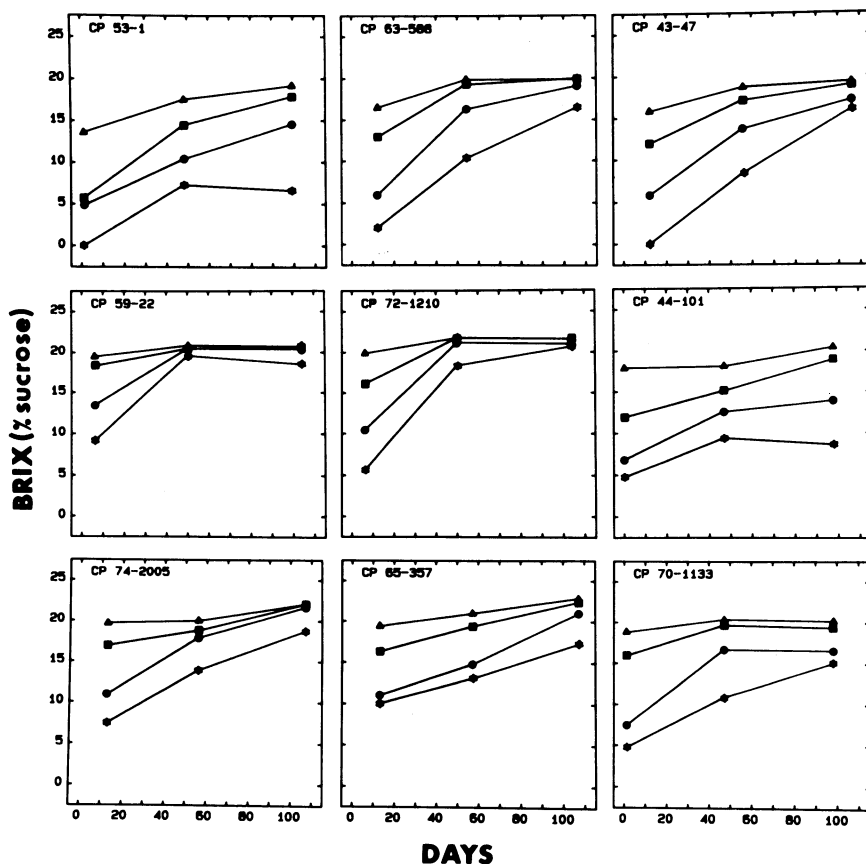 CP 53-1
CP 63-588
CP 43-47
25
20
15
10
5
0
CP 59-22
CP 72-1210
CP 44-101
25
20
15
10
5
0
BRIX (% sucrose)
CP 74-2005
CP 65-357
CP 70-1133
25
20
15
10
5
0
0 20 40 60 80 100
0 20 40 60 80 100
0 20 40 60 80 100
DAYS